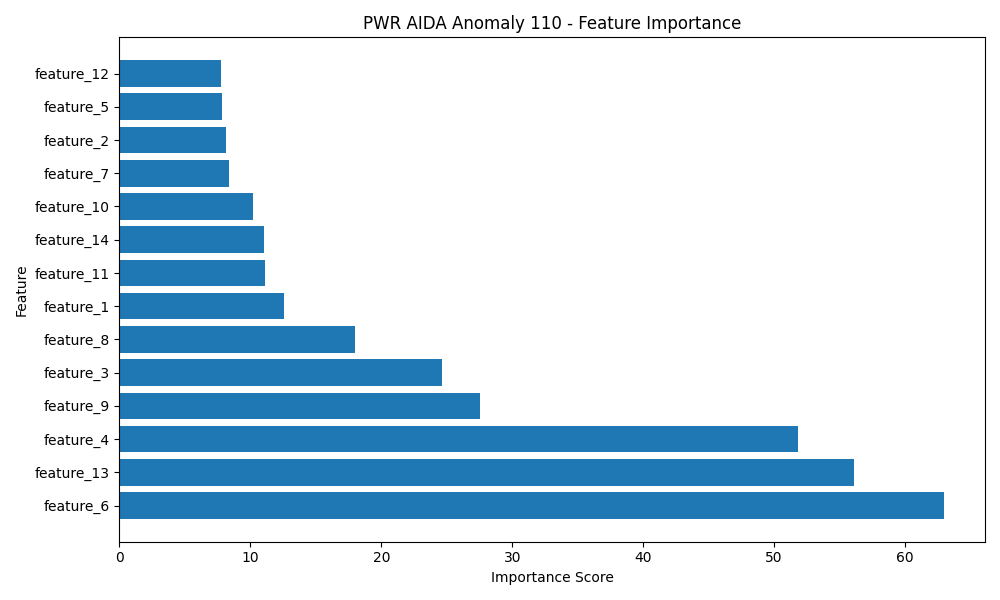 PWR AIDA Anomaly 110 - Feature Importance
feature_12
feature_5
feature_2
feature_7
feature_10
feature_14
feature_11
feature_1
feature_8
feature_3
feature_9
feature_4
feature_13
feature_6
Feature
0 10 20 30 40 50 60
Importance Score